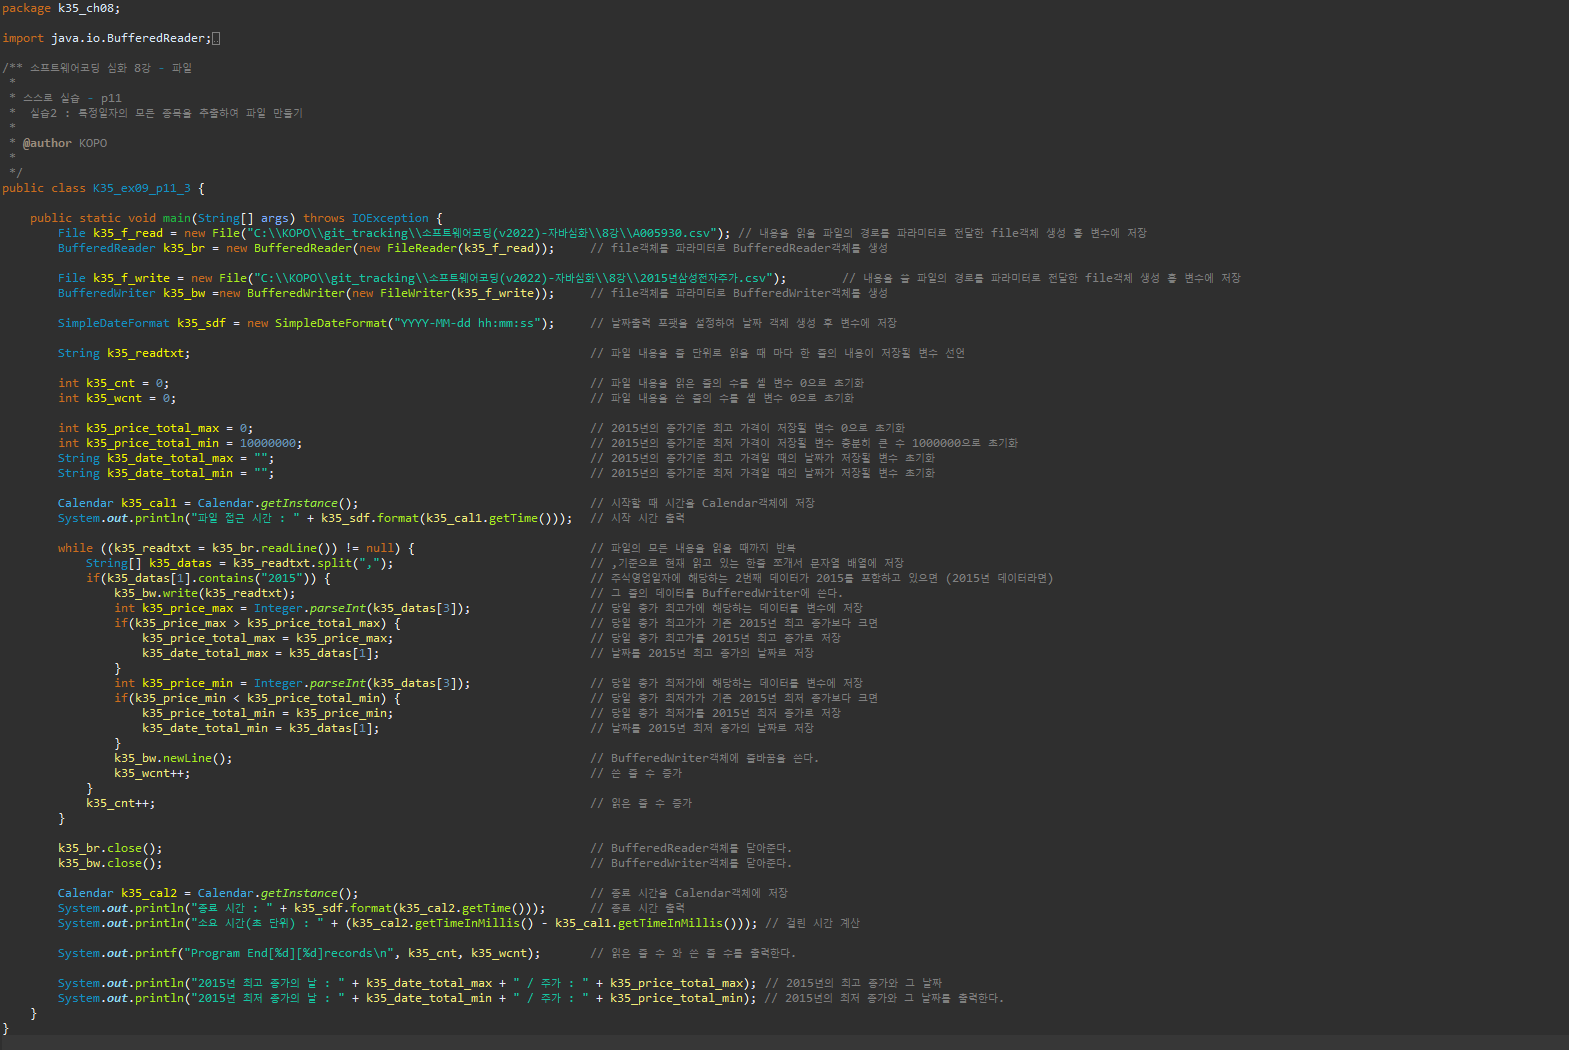 package k35_ch08;
import java.io.BufferedReader;
/** 소프트웨어코딩 심화 8강 - 파일
 *
 * 스스로 실습 - p11
 *  실습2 : 특정일자의 모든 종목을 추출하여 파일 만들기
 *
 * @author KOPO
 *
 */
public class K35_ex09_p11_3 {
    public static void main(String[] args) throws IOException {
        File k35_f_read = new File("C:\\KOPO\\git_tracking\\소프트웨어코딩(v2022)-자바심화\\8강\\A005930.csv"); // 내용을 읽을 파일의 경로를 파라미터로 전달한 file객체 생성 흫 변수에 저장
        BufferedReader k35_br = new BufferedReader(new FileReader(k35_f_read));     // file객체를 파라미터로 BufferedReader객체를 생성
        File k35_f_write = new File("C:\\KOPO\\git_tracking\\소프트웨어코딩(v2022)-자바심화\\8강\\2015년삼성전자주가.csv");        // 내용을 쓸 파일의 경로를 파라미터로 전달한 file객체 생성 흫 변수에 저장
        BufferedWriter k35_bw =new BufferedWriter(new FileWriter(k35_f_write));     // file객체를 파라미터로 BufferedWriter객체를 생성
        SimpleDateFormat k35_sdf = new SimpleDateFormat("YYYY-MM-dd hh:mm:ss");     // 날짜출력 포맷을 설정하여 날짜 객체 생성 후 변수에 저장
        String k35_readtxt;     // 파일 내용을 줄 단위로 읽을 때 마다 한 줄의 내용이 저장될 변수 선언
        int k35_cnt = 0;     // 파일 내용을 읽은 줄의 수를 셀 변수 0으로 초기화
        int k35_wcnt = 0;     // 파일 내용을 쓴 줄의 수를 셀 변수 0으로 초기화
        int k35_price_total_max = 0;     // 2015년의 종가기준 최고 가격이 저장될 변수 0으로 초기화
        int k35_price_total_min = 10000000;     // 2015년의 종가기준 최저 가격이 저장될 변수 충분히 큰 수 1000000으로 초기화
        String k35_date_total_max = "";     // 2015년의 종가기준 최고 가격일 때의 날짜가 저장될 변수 초기화
        String k35_date_total_min = "";     // 2015년의 종가기준 최저 가격일 때의 날짜가 저장될 변수 초기화
        Calendar k35_cal1 = Calendar.getInstance();     // 시작할 때 시간을 Calendar객체에 저장
        System.out.println("파일 접근 시간 : " + k35_sdf.format(k35_cal1.getTime()));  // 시작 시간 출력
        while ((k35_readtxt = k35_br.readLine()) != null) {     // 파일의 모든 내용을 읽을 때까지 반복
            String[] k35_datas = k35_readtxt.split(",");     // ,기준으로 현재 읽고 있는 한줄 쪼개서 문자열 배열에 저장
            if(k35_datas[1].contains("2015")) {     // 주식영업일자에 해당하는 2번째 데이터가 2015를 포함하고 있으면 (2015년 데이터라면)
                k35_bw.write(k35_readtxt);     // 그 줄의 데이터를 BufferedWriter에 쓴다.
                int k35_price_max = Integer.parseInt(k35_datas[3]);     // 당일 종가 최고가에 해당하는 데이터를 변수에 저장
                if(k35_price_max > k35_price_total_max) {     // 당일 종가 최고가가 기존 2015년 최고 종가보다 크면
                    k35_price_total_max = k35_price_max;     // 당일 종가 최고가를 2015년 최고 종가로 저장
                    k35_date_total_max = k35_datas[1];     // 날짜를 2015년 최고 종가의 날짜로 저장
                }
                int k35_price_min = Integer.parseInt(k35_datas[3]);     // 당일 종가 최저가에 해당하는 데이터를 변수에 저장
                if(k35_price_min < k35_price_total_min) {     // 당일 종가 최저가가 기존 2015년 최저 종가보다 크면
                    k35_price_total_min = k35_price_min;     // 당일 종가 최저가를 2015년 최저 종가로 저장
                    k35_date_total_min = k35_datas[1];     // 날짜를 2015년 최저 종가의 날짜로 저장
                }
                k35_bw.newLine();     // BufferedWriter객체에 줄바꿈을 쓴다.
                k35_wcnt++;     // 쓴 줄 수 증가
            }
            k35_cnt++;     // 읽은 줄 수 증가
        }
        k35_br.close();     // BufferedReader객체를 닫아준다.
        k35_bw.close();     // BufferedWriter객체를 닫아준다.
        Calendar k35_cal2 = Calendar.getInstance();     // 종료 시간을 Calendar객체에 저장
        System.out.println("종료 시간 : " + k35_sdf.format(k35_cal2.getTime()));      // 종료 시간 출력
        System.out.println("소요 시간(초 단위) : " + (k35_cal2.getTimeInMillis() - k35_cal1.getTimeInMillis())); // 걸린 시간 계산
        System.out.printf("Program End[%d][%d]records\n", k35_cnt, k35_wcnt);       // 읽은 줄 수 와 쓴 줄 수를 출력한다.
        System.out.println("2015년 최고 종가의 날 : " + k35_date_total_max + " / 주가 : " + k35_price_total_max); // 2015년의 최고 종가와 그 날짜
        System.out.println("2015년 최저 종가의 날 : " + k35_date_total_min + " / 주가 : " + k35_price_total_min); // 2015년의 최저 종가와 그 날짜를 출력한다.
    }
}